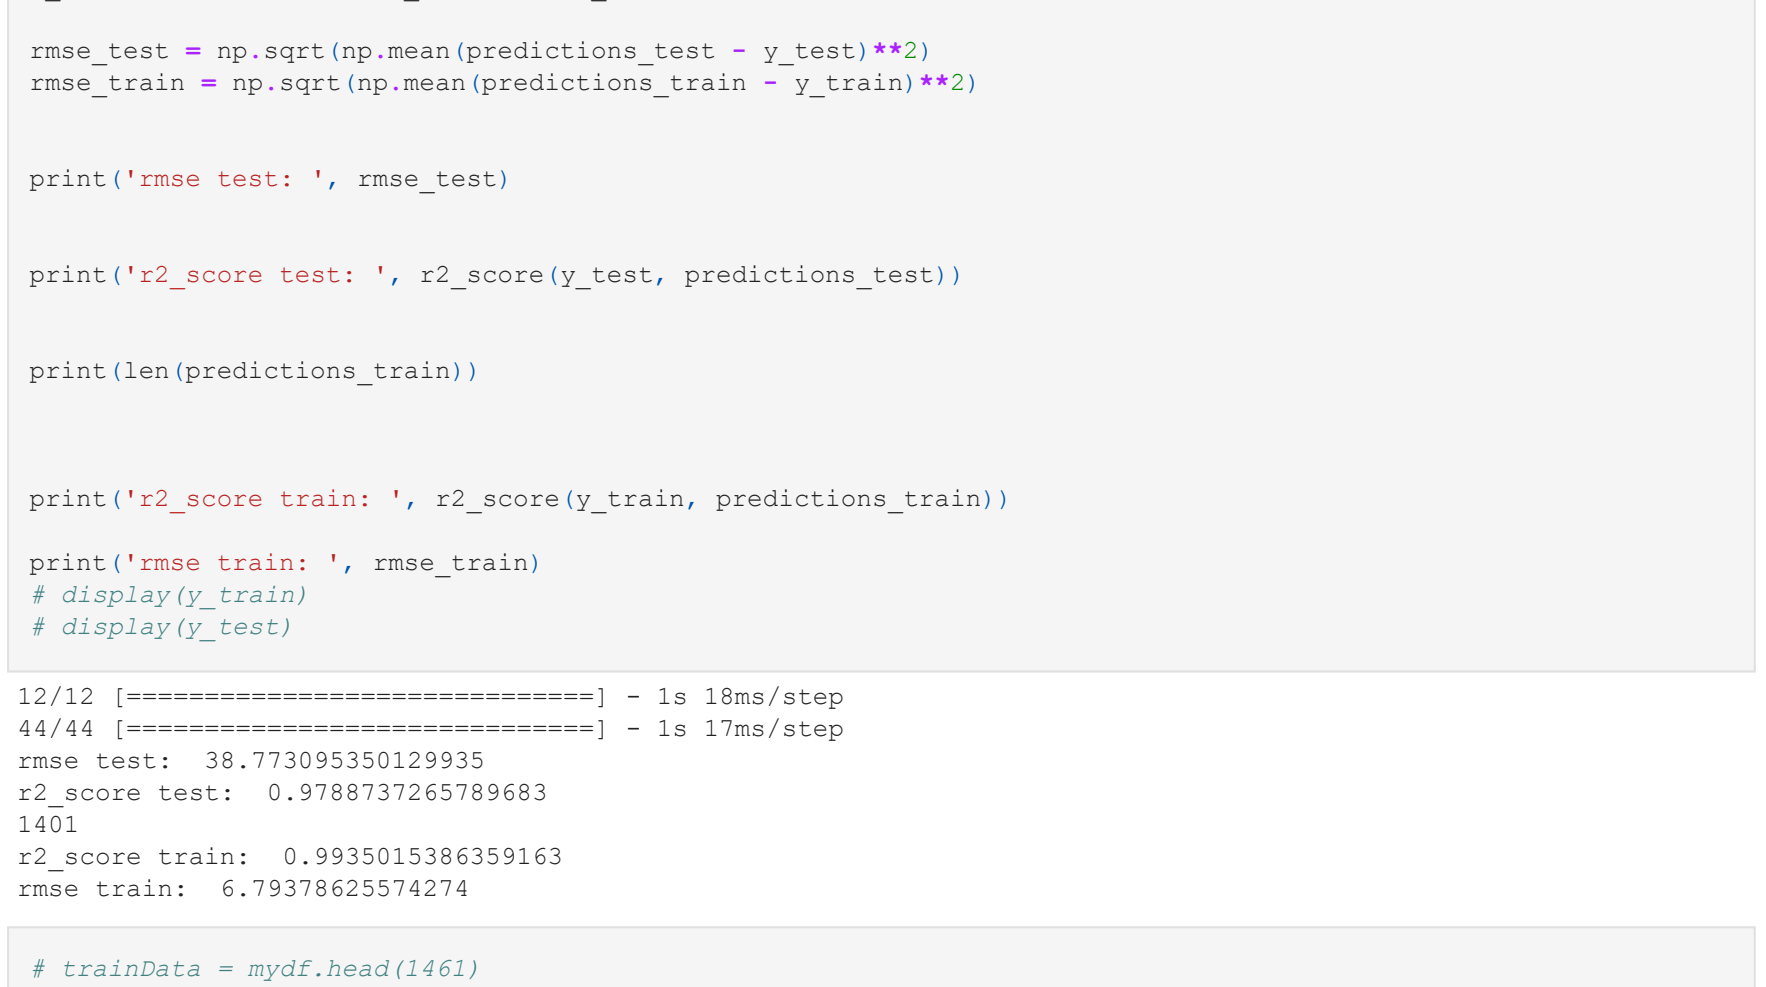 rmse_test = np.sqrt(np.mean(predictions_test - y_test)**2)
rmse_train = np.sqrt(np.mean(predictions_train - y_train)**2)
print('rmse test: ', rmse_test)
print('r2_score test: ', r2_score(y_test, predictions_test))
print(len(predictions_train))
print('r2_score train: ', r2_score(y_train, predictions_train))
print('rmse train: ', rmse_train)
# display(y_train)
# display(y_test)
12/12 [==============================] - 1s 18ms/step
44/44 [==============================] - 1s 17ms/step
rmse test:  38.773095350129935
r2_score test:  0.9788737265789683
1401
r2_score train:  0.9935015386359163
rmse train:  6.79378625574274
# trainData = mydf.head(1461)